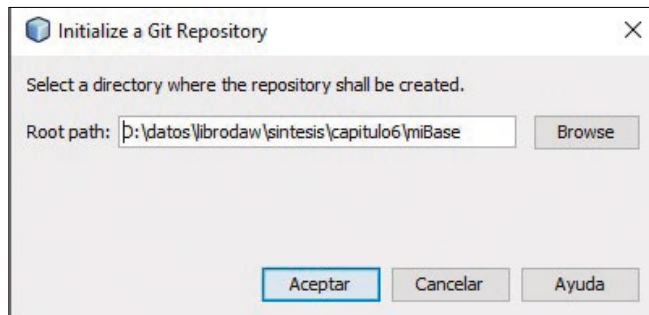 Initialize a Git Repository
Select a directory where the repository shall be created.
Root path: D:\datos\librodaw\sintesis\capitulo6\miBase Browse
Aceptar Cancelar Ayuda